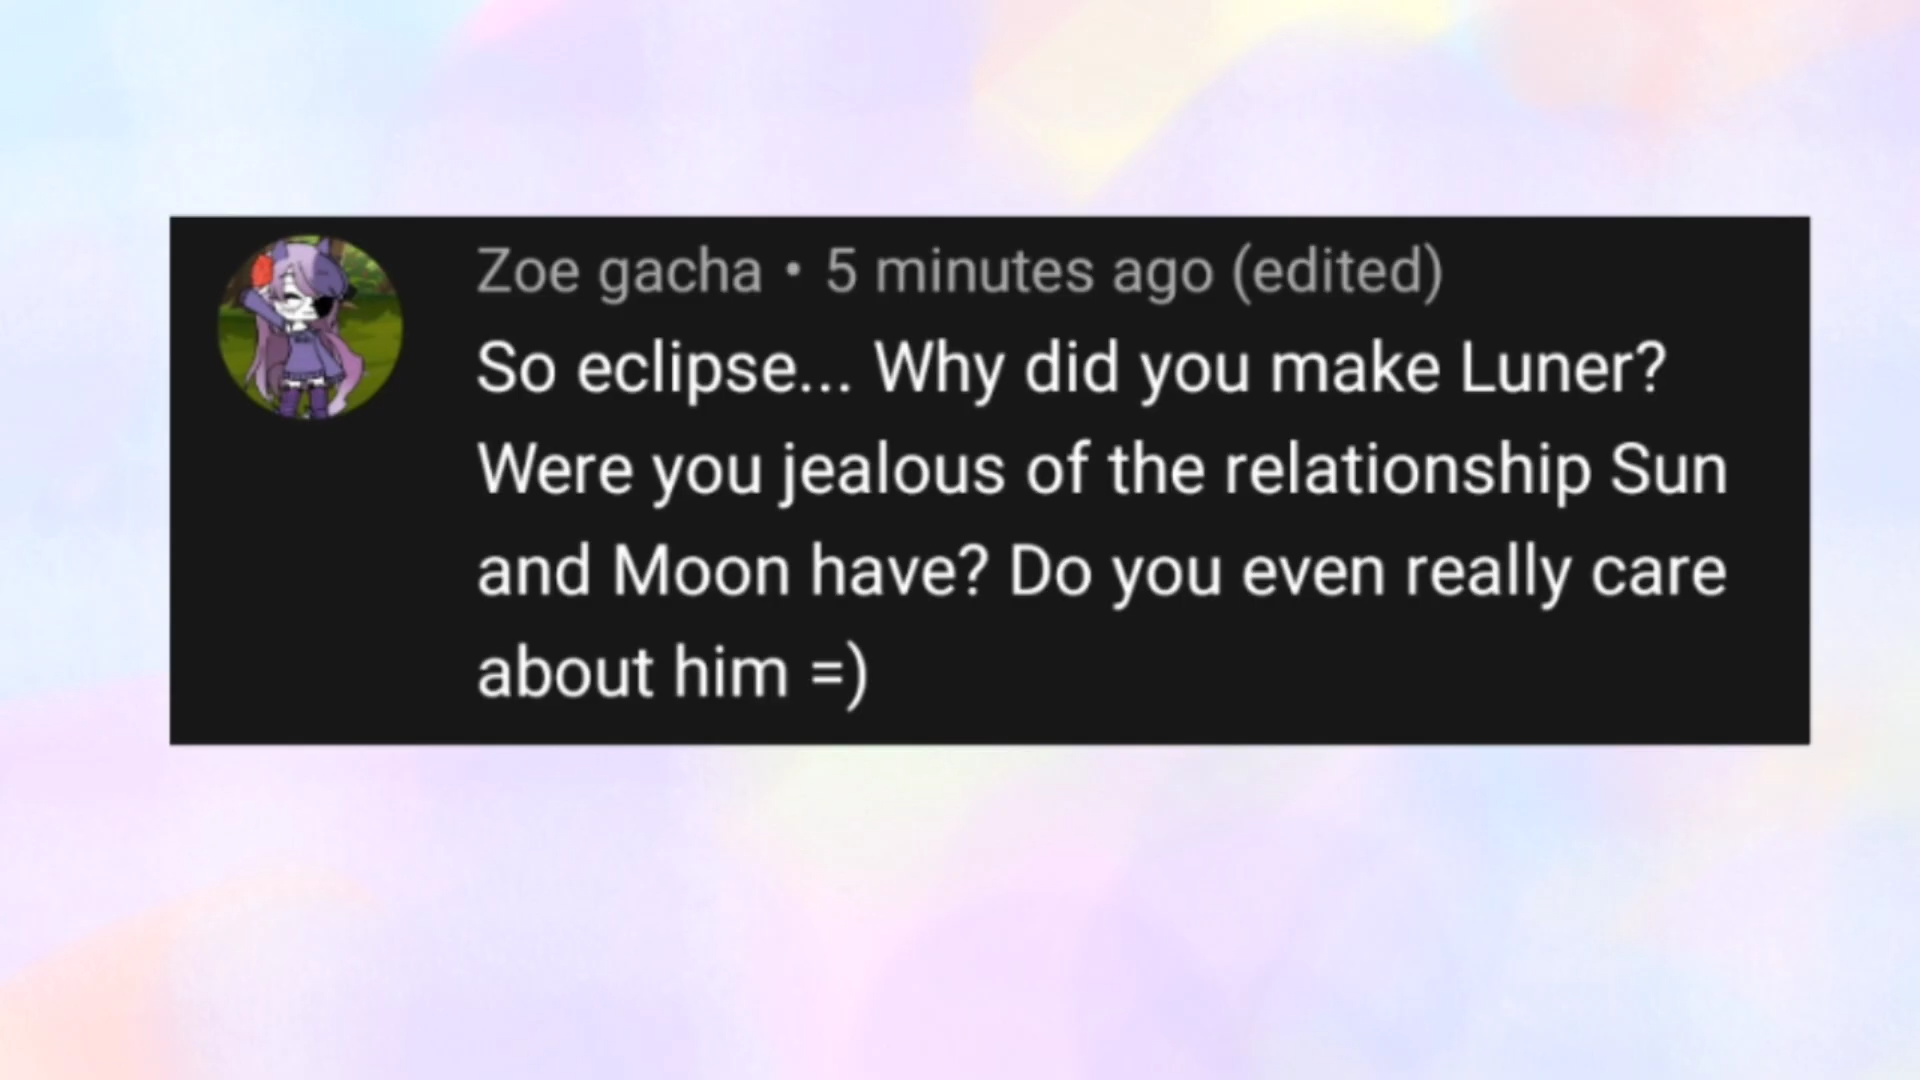 Zoe gacha • 5 minutes ago (edited)
So eclipse... Why did you make Luner?
Were you jealous of the relationship Sun
and Moon have? Do you even really care
about him =)